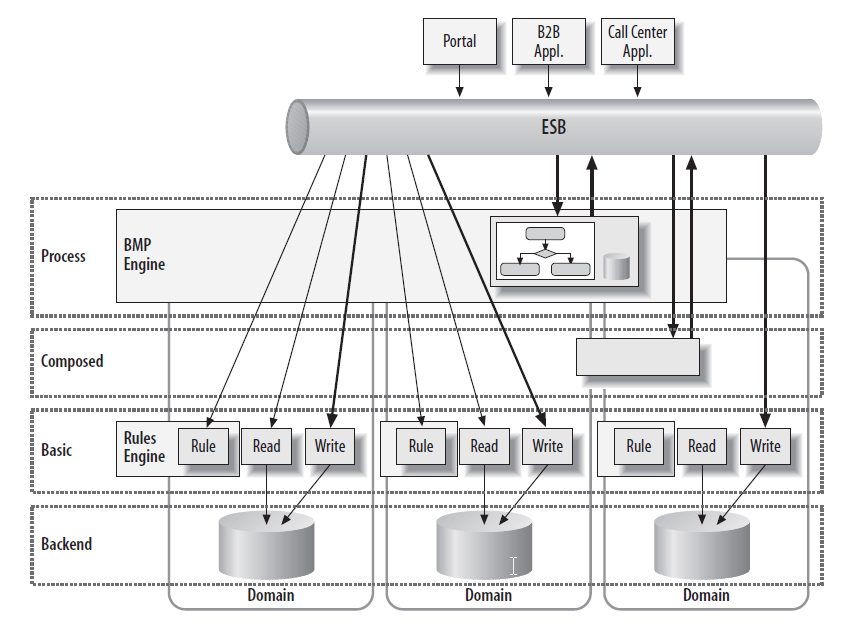 Portal
B2B
Appl.
Call Center
Appl.
ESB
Process
BMP
Engine
Composed
Basic
Rules
Engine
Rule
Read
Write
Rule
Read
Write
Rule
Read
Write
Backend
Domain
Domain
Domain